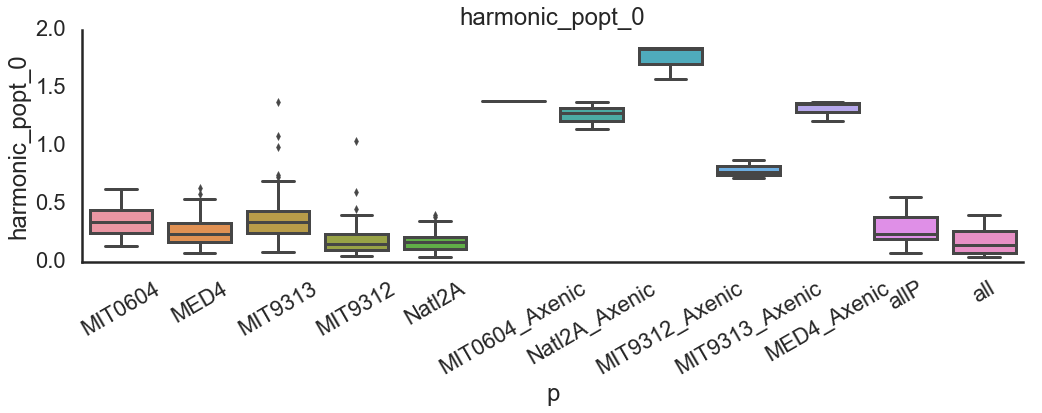 harmonic_popt_0
harmonic_popt_0
2.0
1.5
1.0
0.5
0.0
MIT0604
MED4
MIT9313
MIT9312
Natl2A
MIT0604_Axenic
Natl2A_Axenic
MIT9312_Axenic
MIT9313_Axenic
MED4_Axenic
allP
all
p